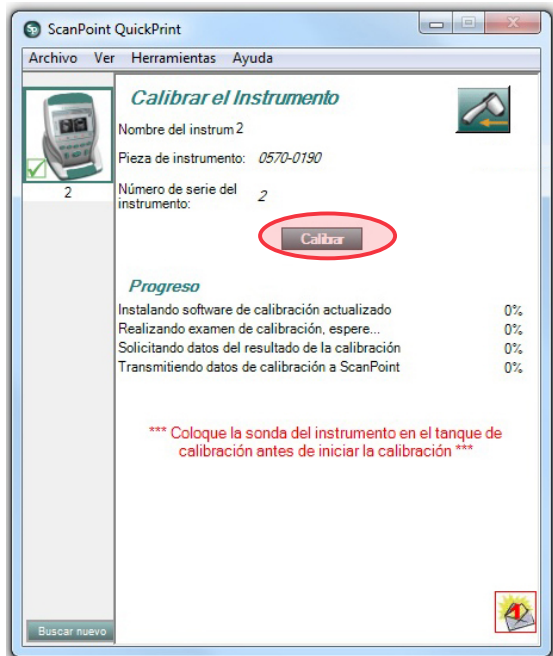 ScanPoint QuickPrint
Archivo Ver Herramientas Ayuda
Calibrar el Instrumento
Nombre del instrum 2
Pieza de instrumento: 0570-0190
2
Número de serie del
instrumento: 2
Calibrar
Progreso
Instalando software de calibración actualizado 0%
Realizando examen de calibración, espere... 0%
Solicitando datos del resultado de la calibración 0%
Transmitiendo datos de calibración a ScanPoint 0%
*** Coloque la sonda del instrumento en el tanque de
calibración antes de iniciar la calibración ***
Buscar nuevo